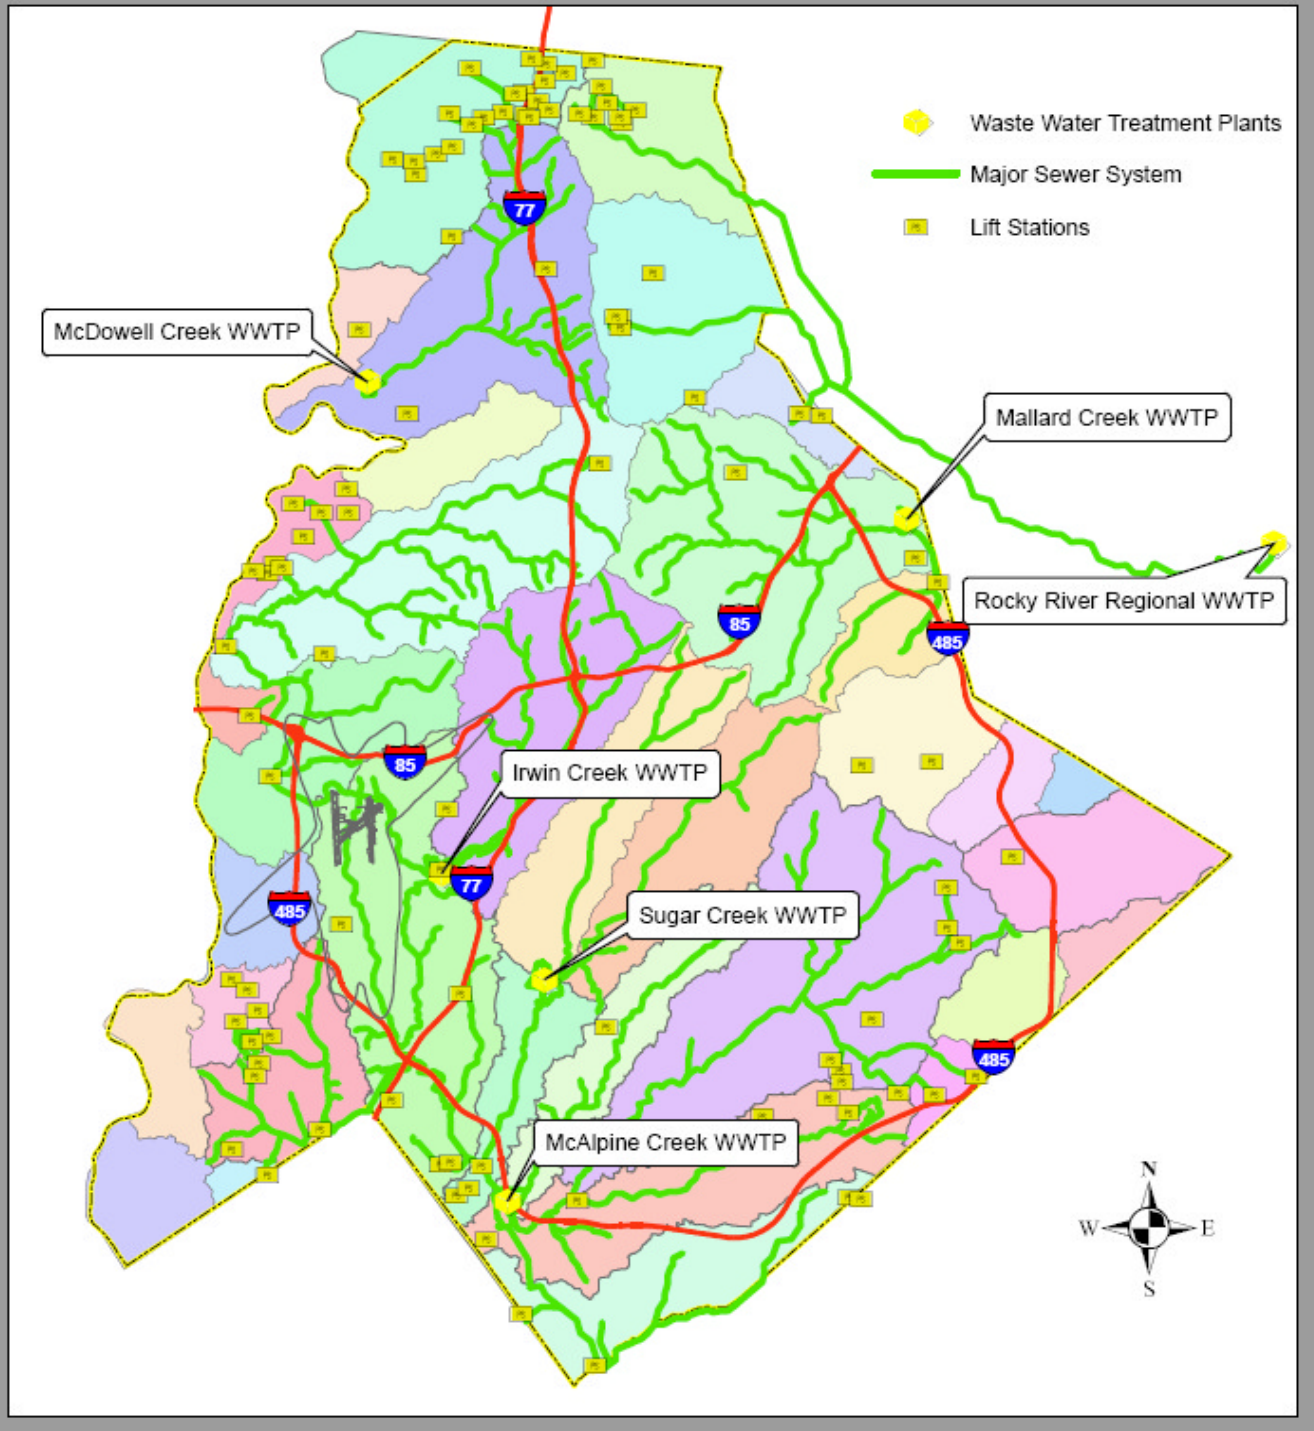 Waste Water Treatment Plants
Major Sewer System
PS Lift Stations
77
McDowell Creek WWTP
Mallard Creek WWTP
Rocky River Regional WWTP
85
485
85
Irwin Creek WWTP
77
485
Sugar Creek WWTP
485
McAlpine Creek WWTP
N
W E
S